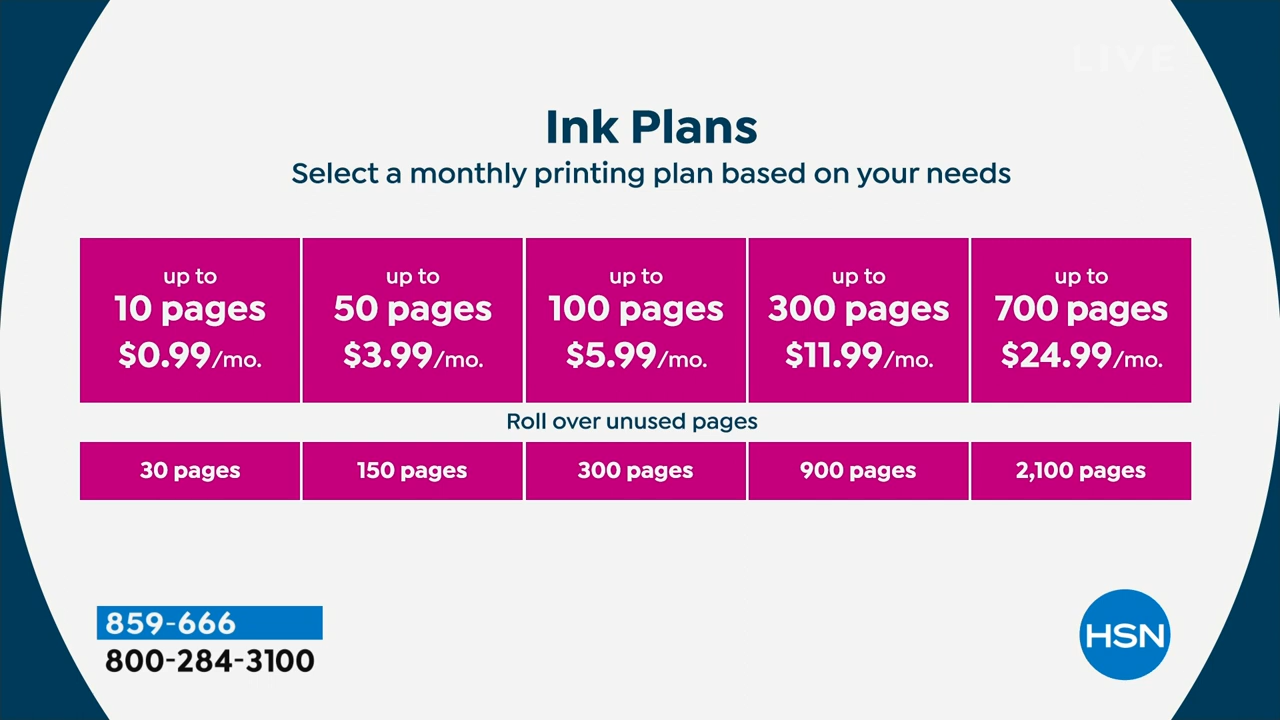 LIVE
Ink Plans
Select a monthly printing plan based on your needs
up to
10 pages
$0.99/mo.
up to
50 pages
$3.99/mo.
up to
100 pages
$5.99/mo.
up to
300 pages
$11.99/mo.
up to
700 pages
$24.99/mo.
Roll over unused pages
30 pages
150 pages
300 pages
900 pages
2,100 pages
859-666
800-284-3100
HSN